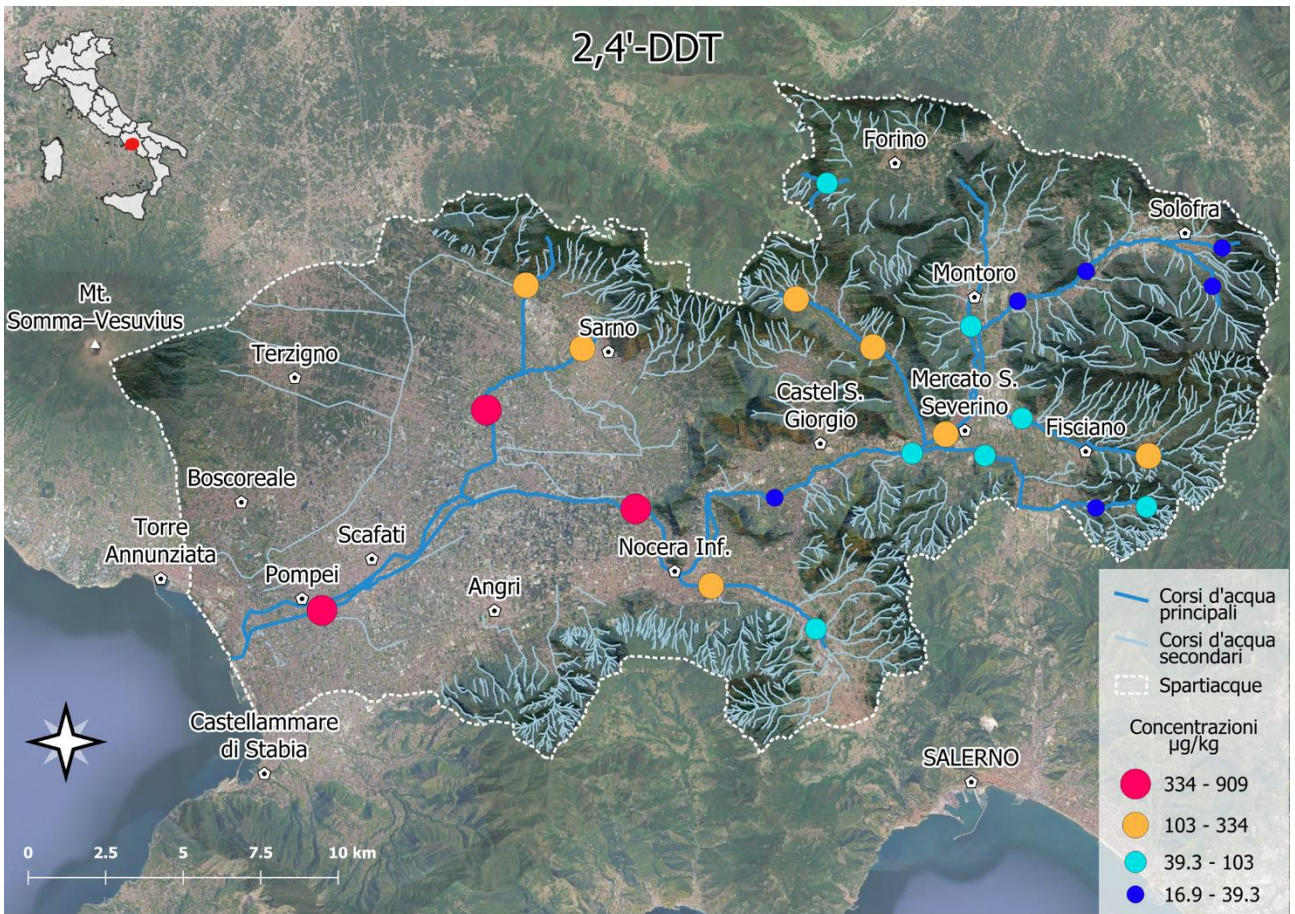 2,4'-DDT
Forino
Solofra
Montoro
Mt.
Somma–Vesuvius
Terzigno
Sarno
Castel S.
Giorgio
Mercato S.
Severino
Fisciano
Boscoreale
Torre
Annunziata
Scafati
Pompei
Nocera Inf.
Angri
Castellammare
di Stabia
SALERNO
0 2.5 5 7.5 10 km
Corsi d'acqua
principali
Corsi d'acqua
secondari
Spartiacque
Concentrazioni
µg/kg
334 - 909
103 - 334
39.3 - 103
16.9 - 39.3